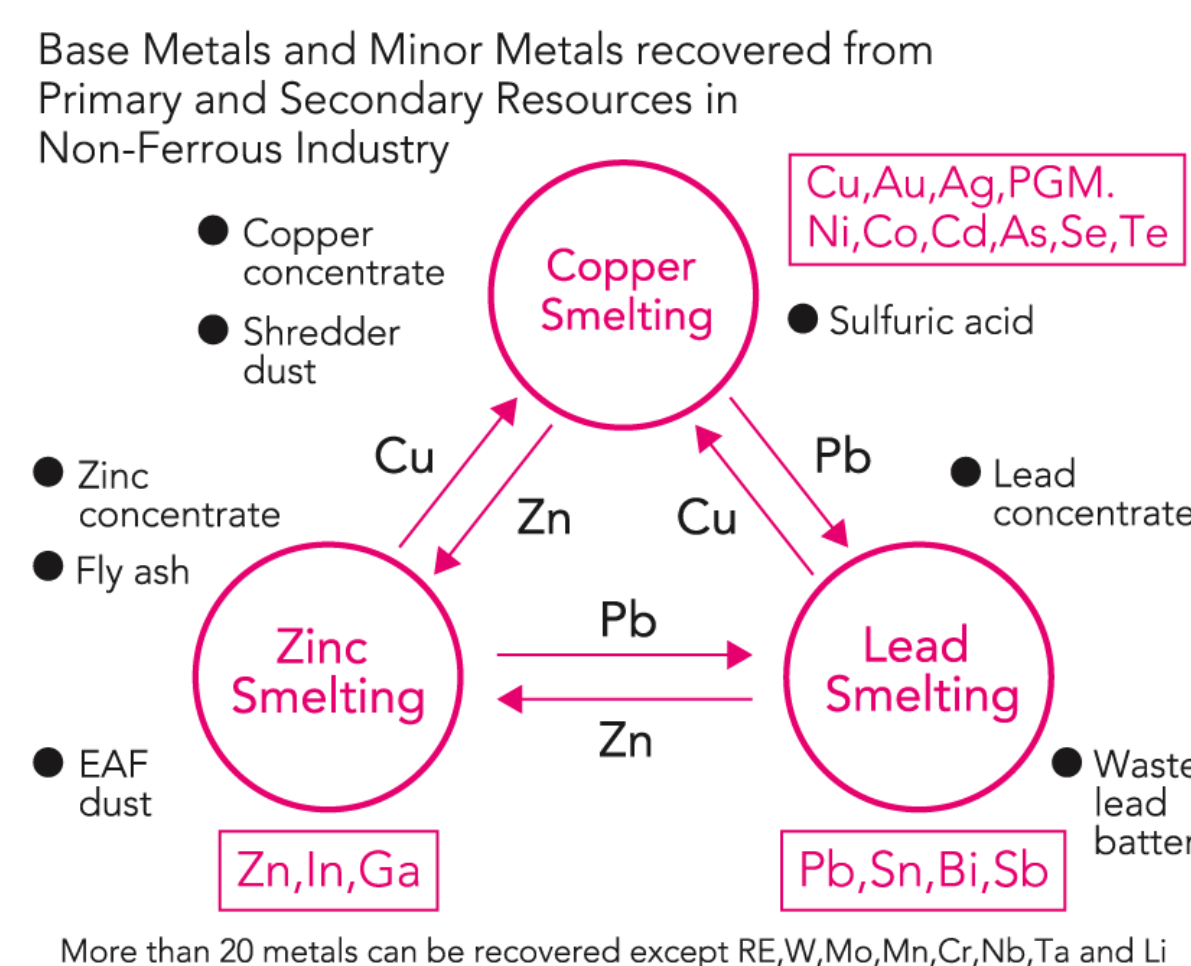 Base Metals and Minor Metals recovered from
Primary and Secondary Resources in
Non-Ferrous Industry
Cu,Au,Ag,PGM.
Ni,Co,Cd,As,Se,Te
Copper
concentrate
Shredder
dust
Copper
Smelting
Sulfuric acid
Cu
Zn
Cu
Pb
Zinc
concentrate
Fly ash
Lead
concentrate
Zinc
Smelting
Pb
Zn
Lead
Smelting
EAF
dust
Waste
lead
Zn,In,Ga
Pb,Sn,Bi,Sb
More than 20 metals can be recovered except RE,W,Mo,Mn,Cr,Nb,Ta and Li